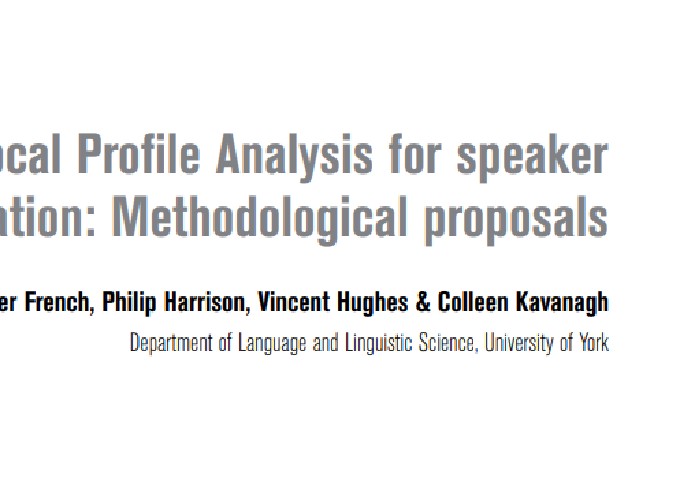 ocal Profile Analysis for speaker
ation: Methodological proposals
er French, Philip Harrison, Vincent Hughes & Colleen Kavanagh
Department of Language and Linguistic Science, University of York